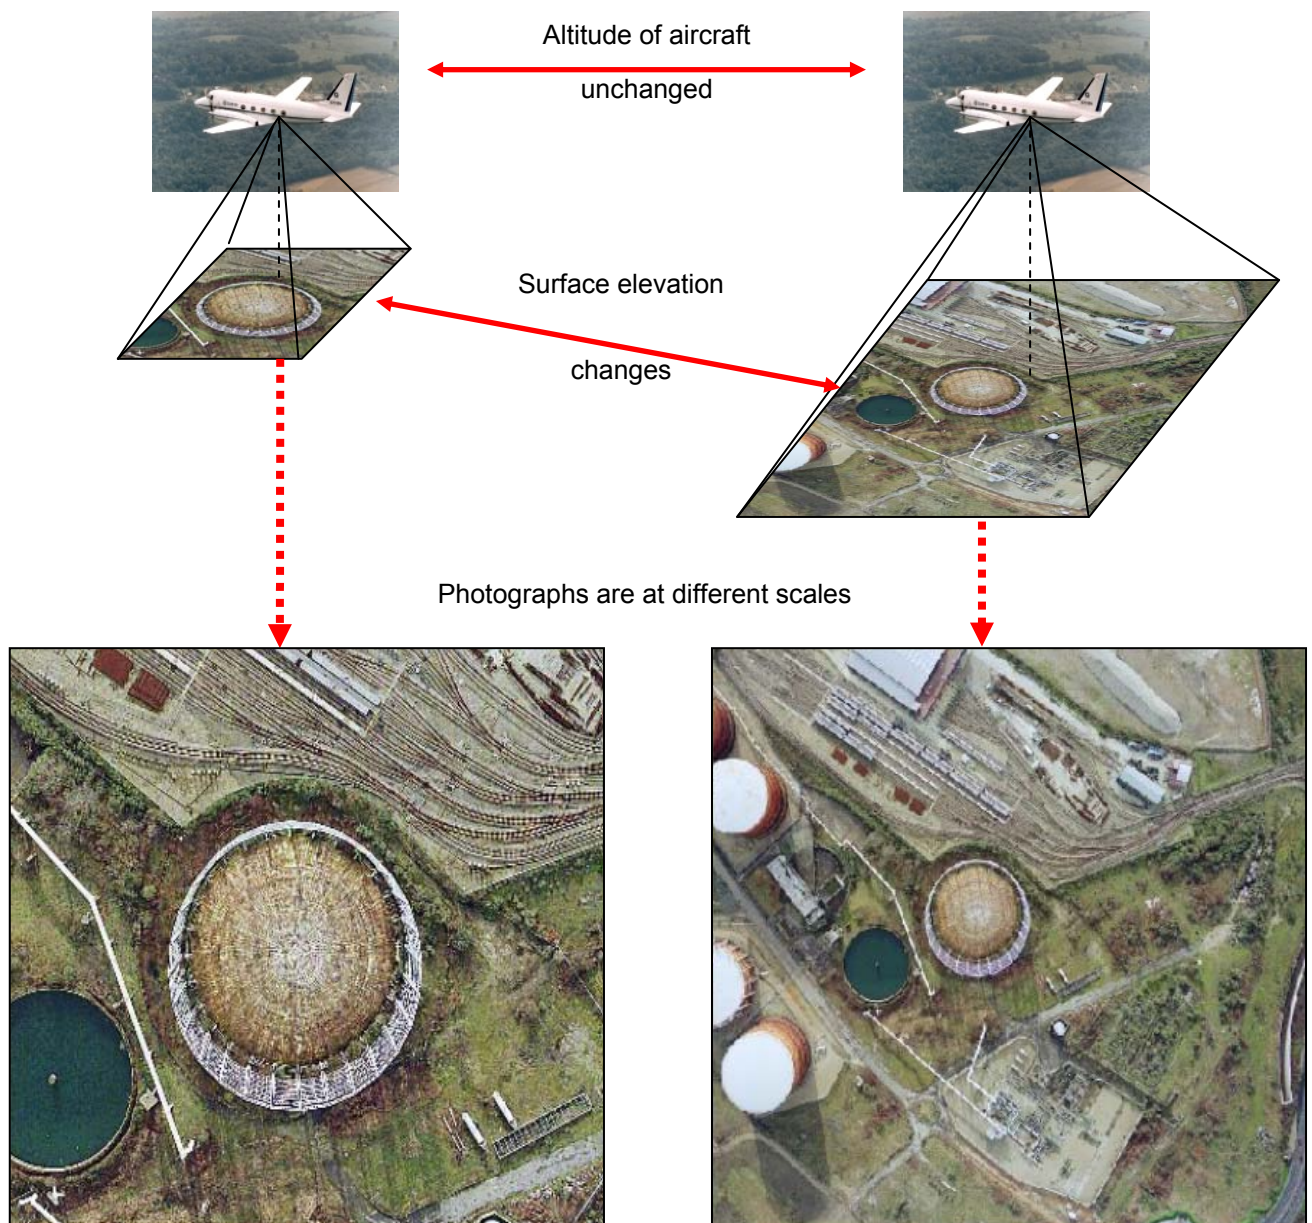 Altitude of aircraft
unchanged
Surface elevation
changes
Photographs are at different scales